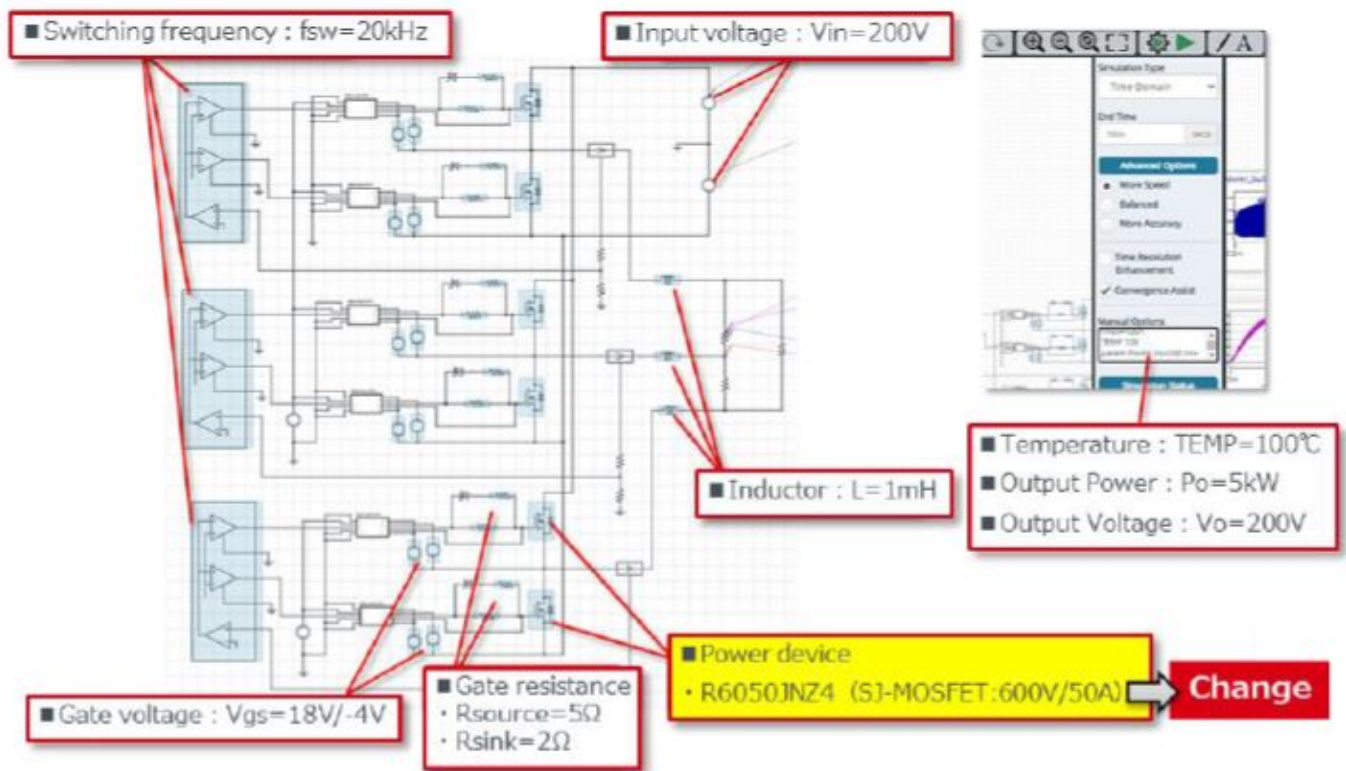 ■ Switching frequency : fsw=20kHz
■ Input voltage : Vin=200V
Simulation Type
Time Domain
End Time
secs
Advanced Options
More Speed
Balanced
More Accuracy
Time Resolution
Enhancement
✓ Convergence Assist
Manual Options
Simulation Status
■ Temperature : TEMP=100℃
■ Output Power : Po=5kW
■ Output Voltage : Vo=200V
■ Inductor : L=1mH
■ Power device
・R6050JNZ4 (SJ-MOSFET:600V/50A)
Change
■ Gate voltage : Vgs=18V/-4V
■ Gate resistance
・Rsource=5Ω
・Rsink=2Ω